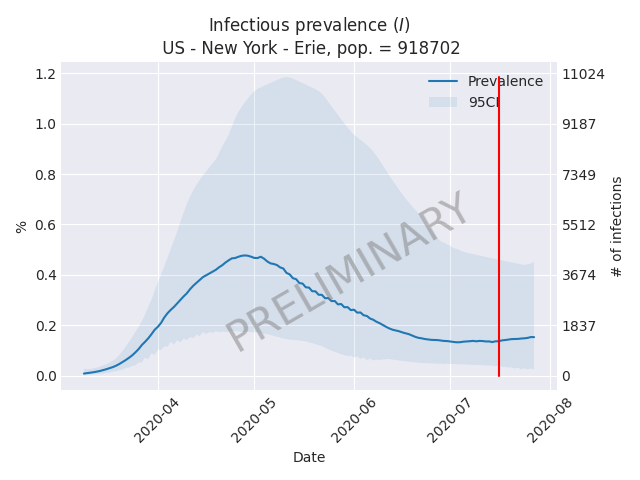 Infectious prevalence (I)
US - New York - Erie, pop. = 918702
1.2
1.0
0.8
0.6
0.4
0.2
0.0
%
11024
9187
7349
5512
3674
1837
0
# of infections
Prevalence
95CI
PRELIMINARY
2020-04
2020-05
2020-06
2020-07
2020-08
Date